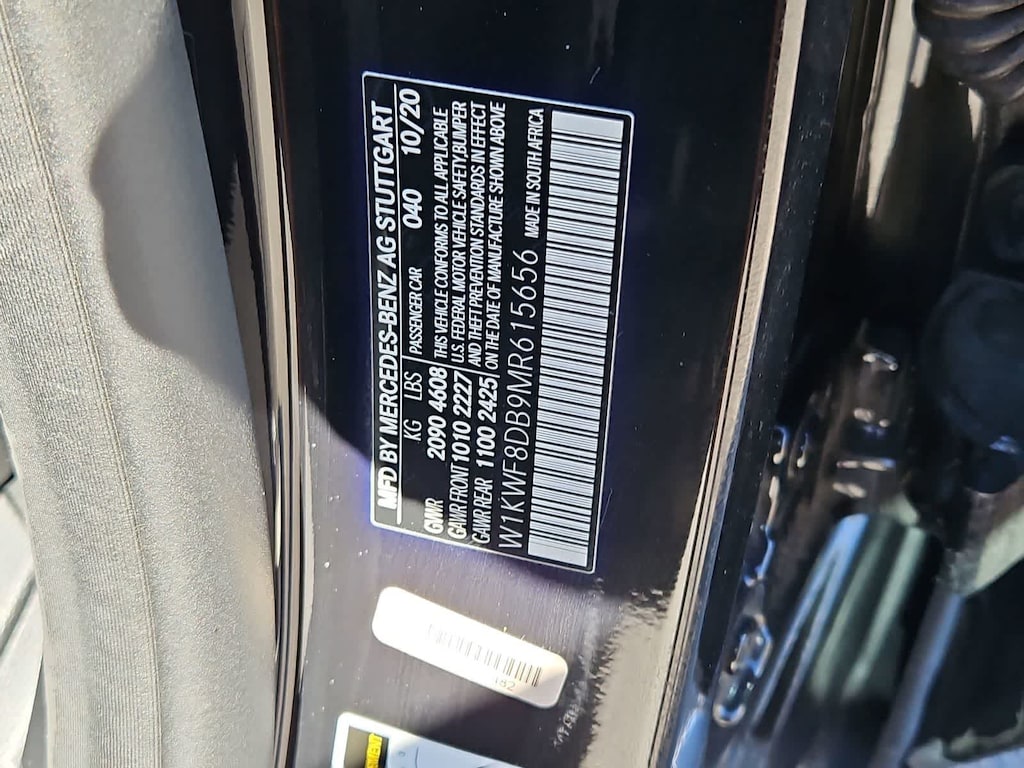 MFD BY MERCEDES-BENZ AG STUTTGART
KG LBS PASSENGER CAR 040 10/20
GVWR 2090 4608 THIS VEHICLE CONFORMS TO ALL APPLICABLE
GAWR FRONT 1010 2227 U.S. FEDERAL MOTOR VEHICLE SAFETY, BUMPER
GAWR REAR 1100 2425 AND THEFT PREVENTION STANDARDS IN EFFECT
ON THE DATE OF MANUFACTURE SHOWN ABOVE
W1KWF8DB9MR615656 MADE IN SOUTH AFRICA